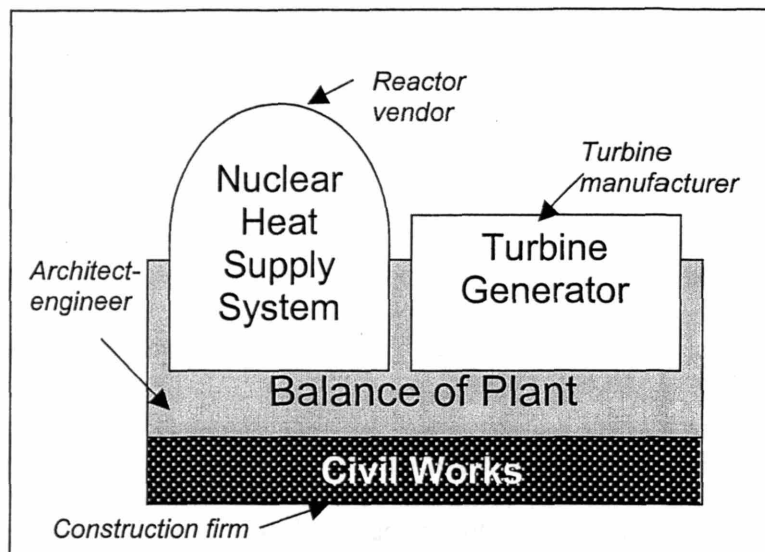 Reactor
vendor
Nuclear
Heat
Supply
System
Turbine
manufacturer
Turbine
Generator
Architect-
engineer
Balance of Plant
Civil Works
Construction firm